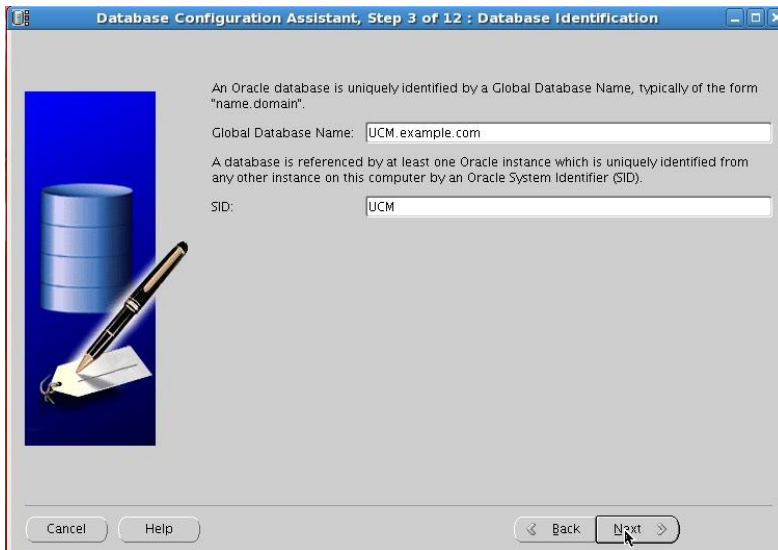 Database Configuration Assistant, Step 3 of 12 : Database Identification
An Oracle database is uniquely identified by a Global Database Name, typically of the form
"name.domain".
Global Database Name: UCM.example.com
A database is referenced by at least one Oracle instance which is uniquely identified from
any other instance on this computer by an Oracle System Identifier (SID).
SID: UCM
Cancel Help Back Next